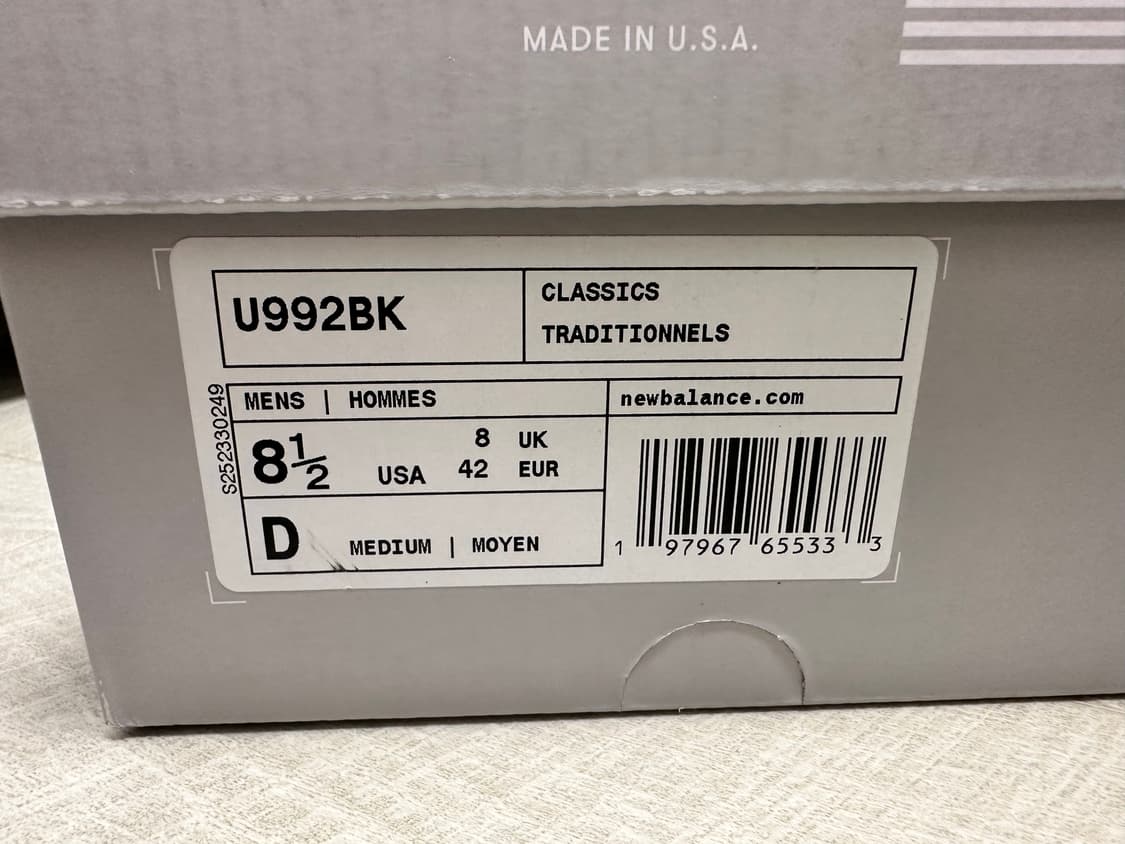 MADE IN U.S.A.
U992BK
CLASSICS
TRADITIONNELS
S252330249
MENS | HOMMES
newbalance.com
8½ USA
8 UK
42 EUR
D MEDIUM | MOYEN
1 97967 65533 3